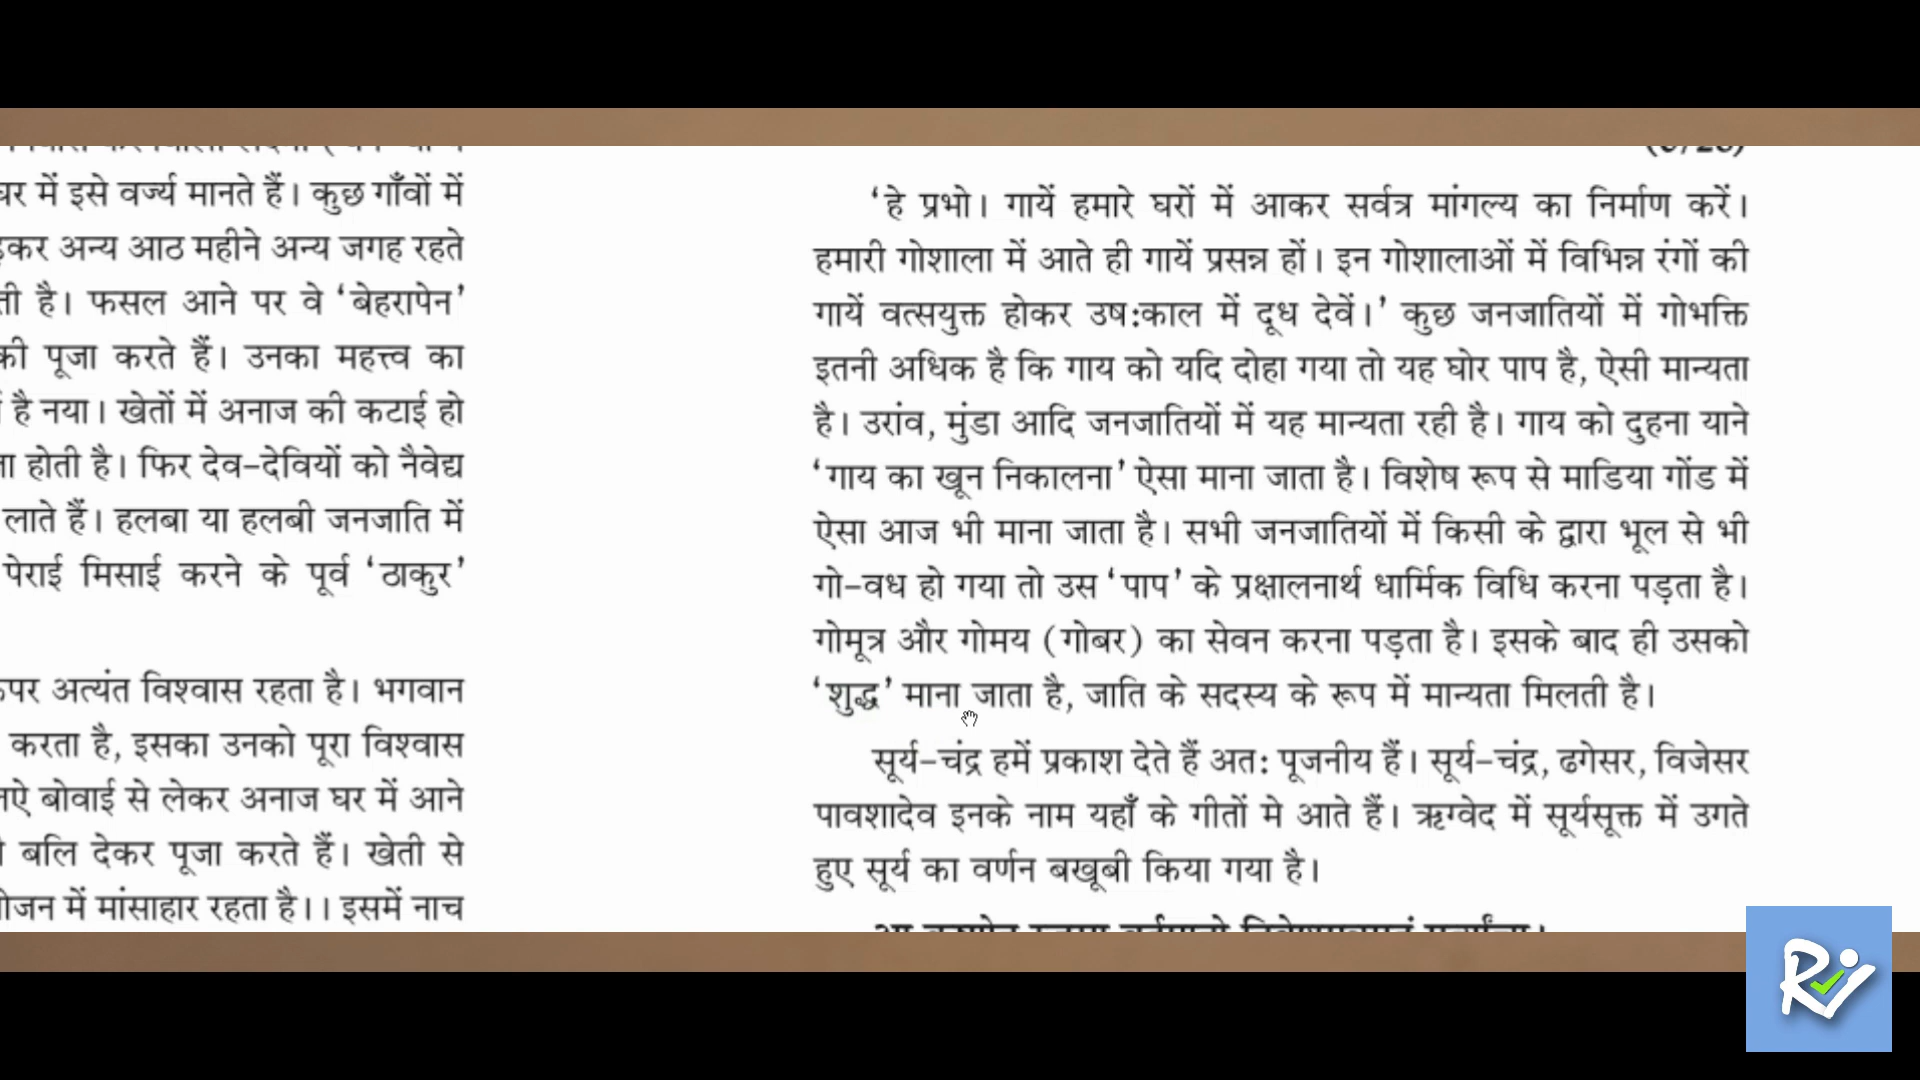 घर में इसे वर्ज्य मानते हैं। कुछ गाँवों में
अन्य आठ महीने अन्य जगह रहते
है। फसल आने पर वे ‘बेहरापेन’
की पूजा करते हैं। उनका महत्त्व का
है नया। खेतों में अनाज की कटाई हो
होती है। फिर देव-देवियों को नैवेद्य
लाते हैं। हलबा या हलबी जनजाति में
पेराई मिसाई करने के पूर्व ‘ठाकुर’
अत्यंत विश्वास रहता है। भगवान
करता है, इसका उनको पूरा विश्वास
बोवाई से लेकर अनाज घर में आने
बलि देकर पूजा करते हैं। खेती से
में मांसाहार रहता है।। इसमें नाच
‘हे प्रभो। गायें हमारे घरों में आकर सर्वत्र मांगल्य का निर्माण करें।
हमारी गोशाला में आते ही गायें प्रसन्न हों। इन गोशालाओं में विभिन्न रंगों की
गायें वत्सयुक्त होकर उष:काल में दूध देवें।’ कुछ जनजातियों में गोभक्ति
इतनी अधिक है कि गाय को यदि दोहा गया तो यह घोर पाप है, ऐसी मान्यता
है। उरांव, मुंडा आदि जनजातियों में यह मान्यता रही है। गाय को दुहना याने
‘गाय का खून निकालना’ ऐसा माना जाता है। विशेष रूप से माडिया गोंड में
ऐसा आज भी माना जाता है। सभी जनजातियों में किसी के द्वारा भूल से भी
गो-वध हो गया तो उस ‘पाप’ के प्रक्षालनार्थ धार्मिक विधि करना पड़ता है।
गोमूत्र और गोमय (गोबर) का सेवन करना पड़ता है। इसके बाद ही उसको
‘शुद्ध’ माना जाता है, जाति के सदस्य के रूप में मान्यता मिलती है।
सूर्य-चंद्र हमें प्रकाश देते हैं अत: पूजनीय हैं। सूर्य-चंद्र, ढगेसर, विजेसर
पावशादेव इनके नाम यहाँ के गीतों मे आते हैं। ऋग्वेद में सूर्यसूक्त में उगते
हुए सूर्य का वर्णन बखूबी किया गया है।